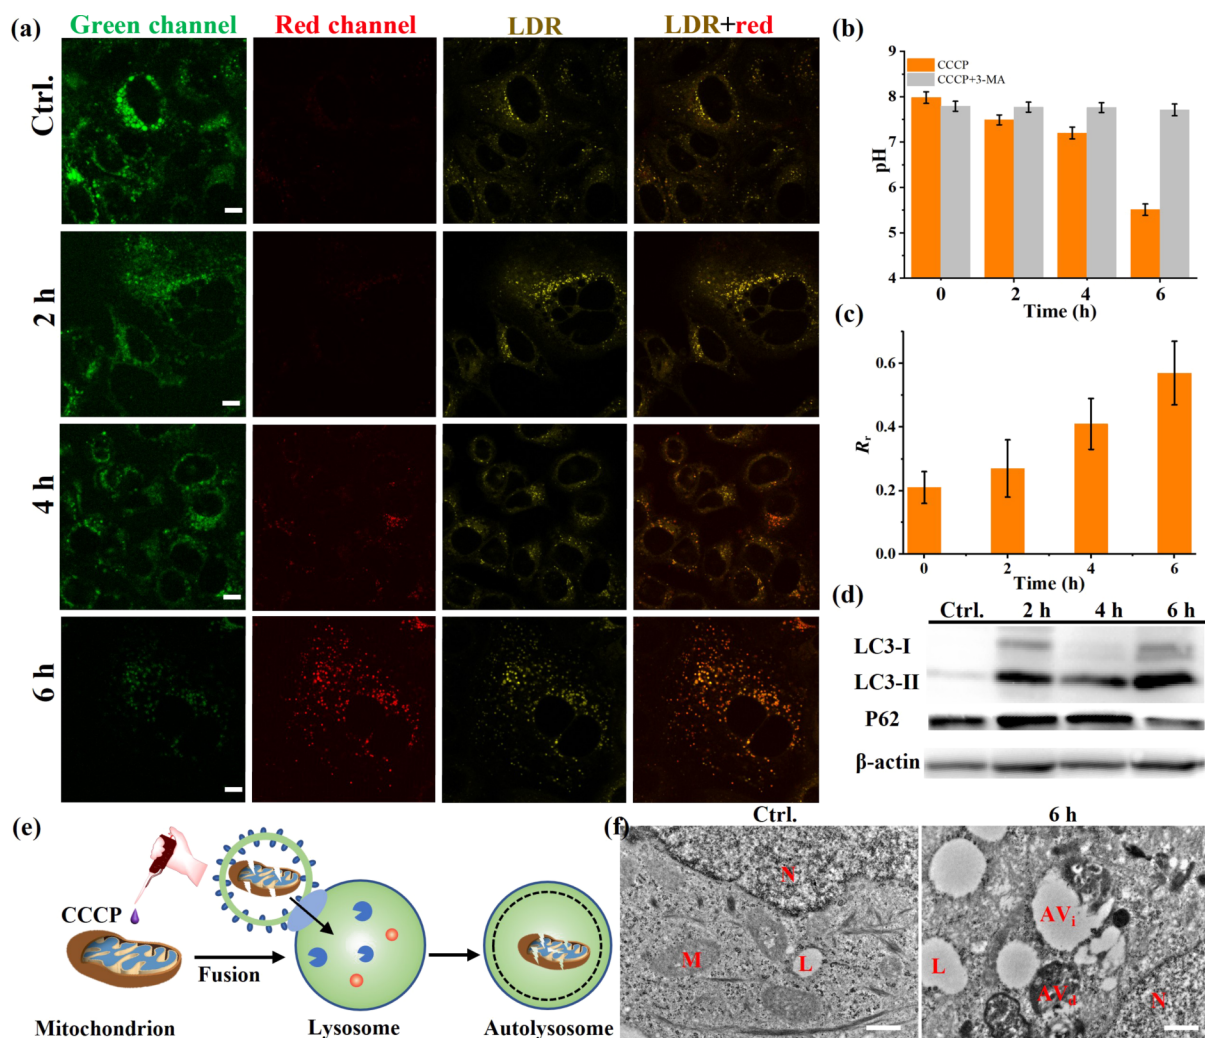 (a)
Green channel
Red channel
LDR
LDR+red
Ctrl.
2 h
4 h
6 h
(b)
9
8
7
6
5
4
pH
CCCP
CCCP+3-MA
0
2
4
6
Time (h)
(c)
0.6
0.4
0.2
0.0
Rr
0
2
4
6
Time (h)
(d)
Ctrl.
2 h
4 h
6 h
LC3-I
LC3-II
P62
β-actin
(e)
CCCP
Fusion
Mitochondrion
Lysosome
Autolysosome
(f)
Ctrl.
6 h
N
M
L
AVi
L
AVd
N